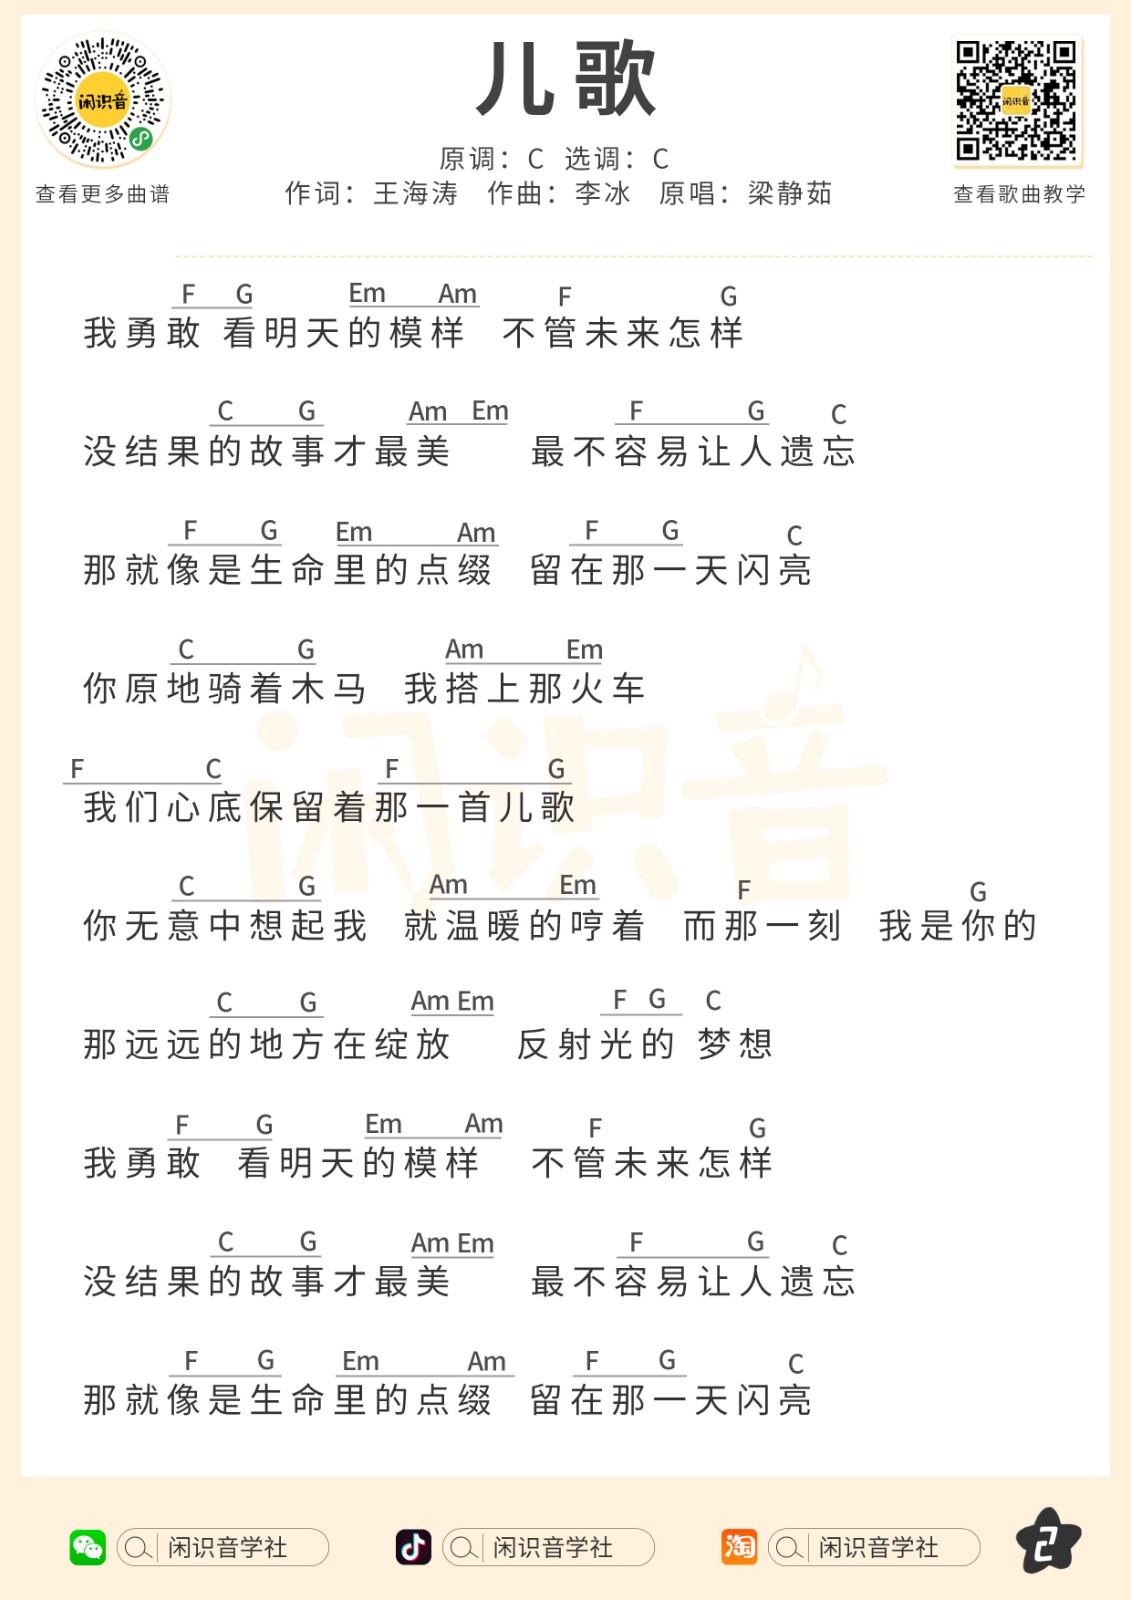 儿歌
闲识音
闲识音
查看更多曲谱
原调：C 选调：C
查看歌曲教学
作词：王海涛 作曲：李冰 原唱：梁静茹
F G Em Am F G
我勇敢 看明天的模样 不管未来怎样
C G Am Em F G C
没结果的故事才最美 最不容易让人遗忘
F G Em Am F G C
那就像是生命里的点缀 留在那一天闪亮
C G Am Em
你原地骑着木马 我搭上那火车
闲识音
F C F G
我们心底保留着那一首儿歌
C G Am Em F G
你无意中想起我 就温暖的哼着 而那一刻 我是你的
C G Am Em F G C
那远远的地方在绽放 反射光的 梦想
F G Em Am F G
我勇敢 看明天的模样 不管未来怎样
C G Am Em F G C
没结果的故事才最美 最不容易让人遗忘
F G Em Am F G C
那就像是生命里的点缀 留在那一天闪亮
闲识音学社 闲识音学社 淘 闲识音学社 2